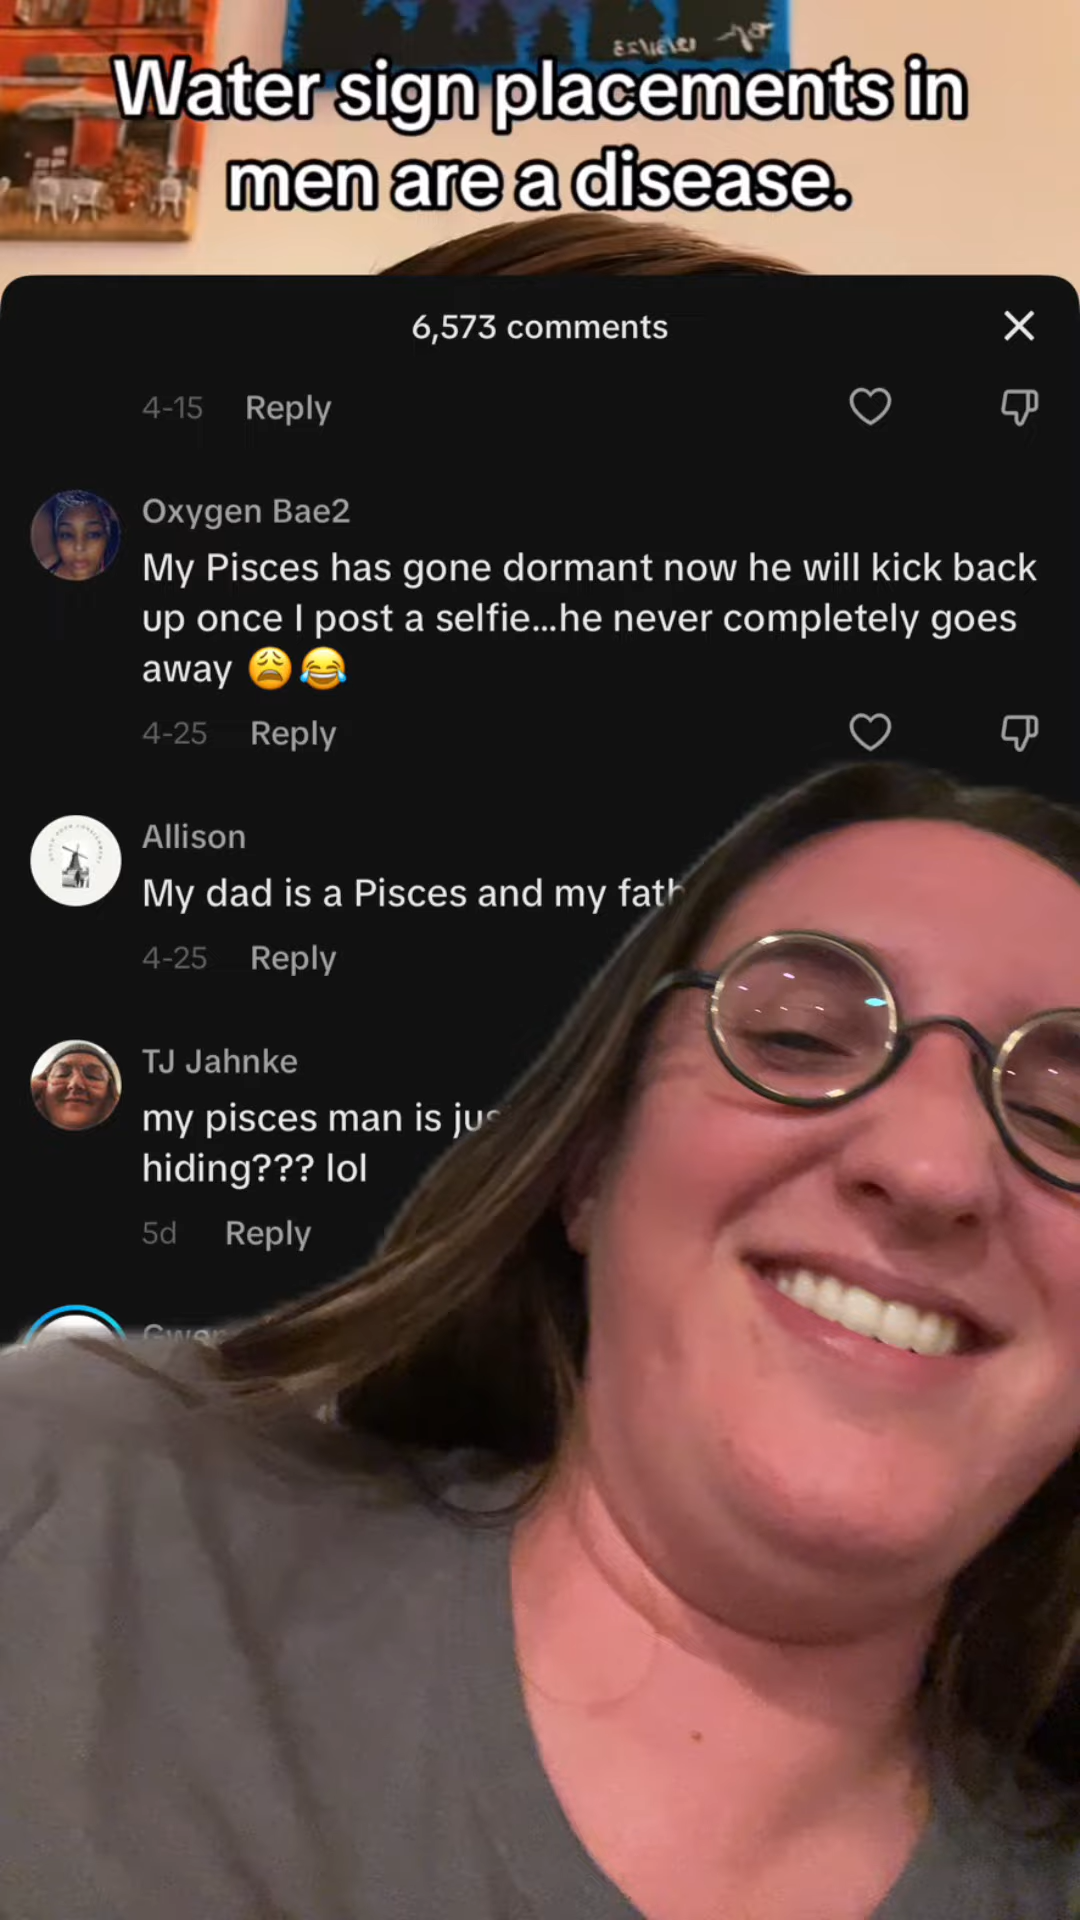 Water sign placements in
men are a disease.
6,573 comments
4-15 Reply
Oxygen Bae2
My Pisces has gone dormant now he will kick back
up once I post a selfie...he never completely goes
away 😩😂
4-25 Reply
Allison
My dad is a Pisces and my
4-25 Reply
TJ Jahnke
my pisces man is
hiding??? lol
5d Reply